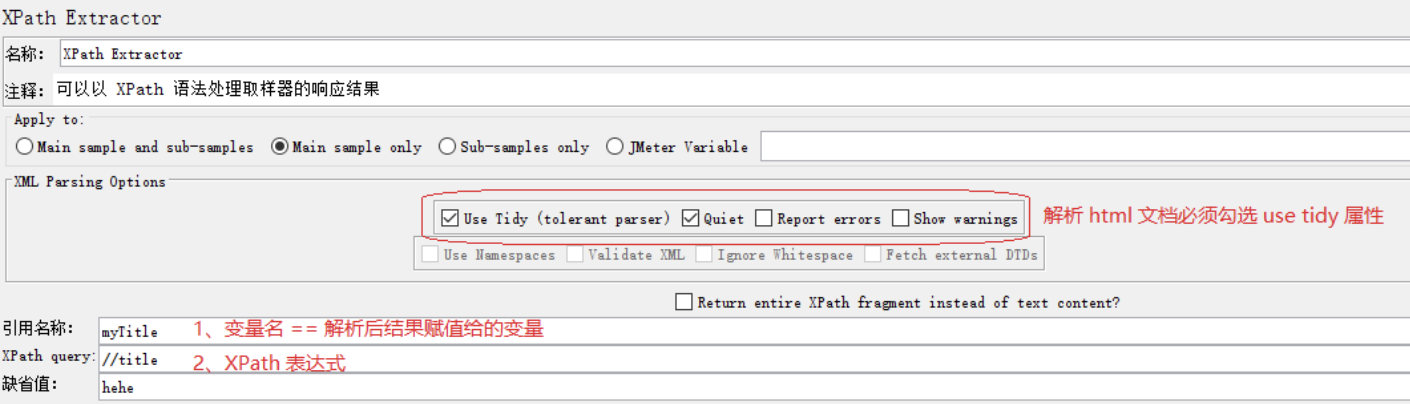 XPath Extractor
名称: XPath Extractor
注释: 可以以 XPath 语法处理取样器的响应结果
Apply to:
Main sample and sub-samples Main sample only Sub-samples only JMeter Variable
XML Parsing Options
Use Tidy (tolerant parser) Quiet Report errors Show warnings 解析 html 文档必须勾选 use tidy 属性
Use Namespaces Validate XML Ignore Whitespace Fetch external DTDs
Return entire XPath fragment instead of text content?
引用名称: myTitle 1、变量名 == 解析后结果赋值给的变量
XPath query: //title 2、XPath 表达式
缺省值: hehe